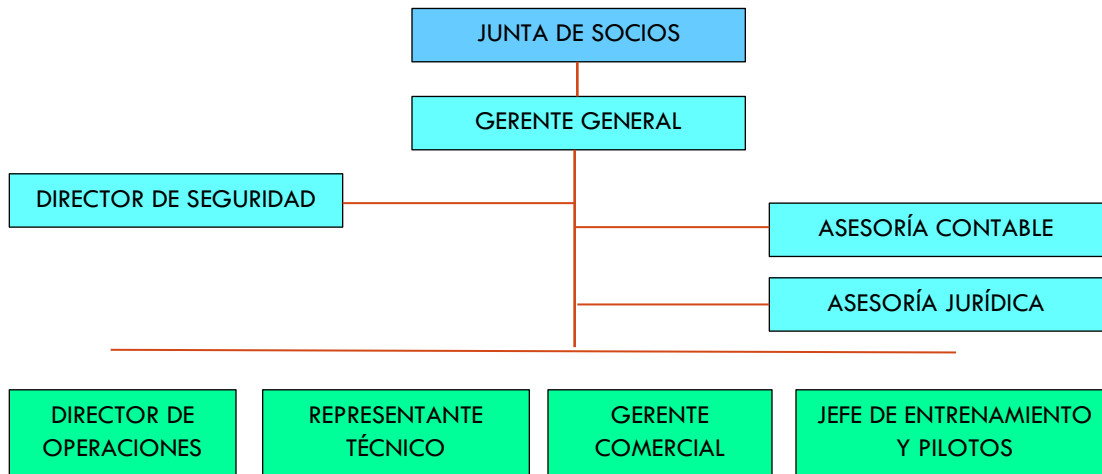 JUNTA DE SOCIOS
GERENTE GENERAL
DIRECTOR DE SEGURIDAD
ASESORÍA CONTABLE
ASESORÍA JURÍDICA
DIRECTOR DE
OPERACIONES
REPRESENTANTE
TÉCNICO
GERENTE
COMERCIAL
JEFE DE ENTRENAMIENTO
Y PILOTOS